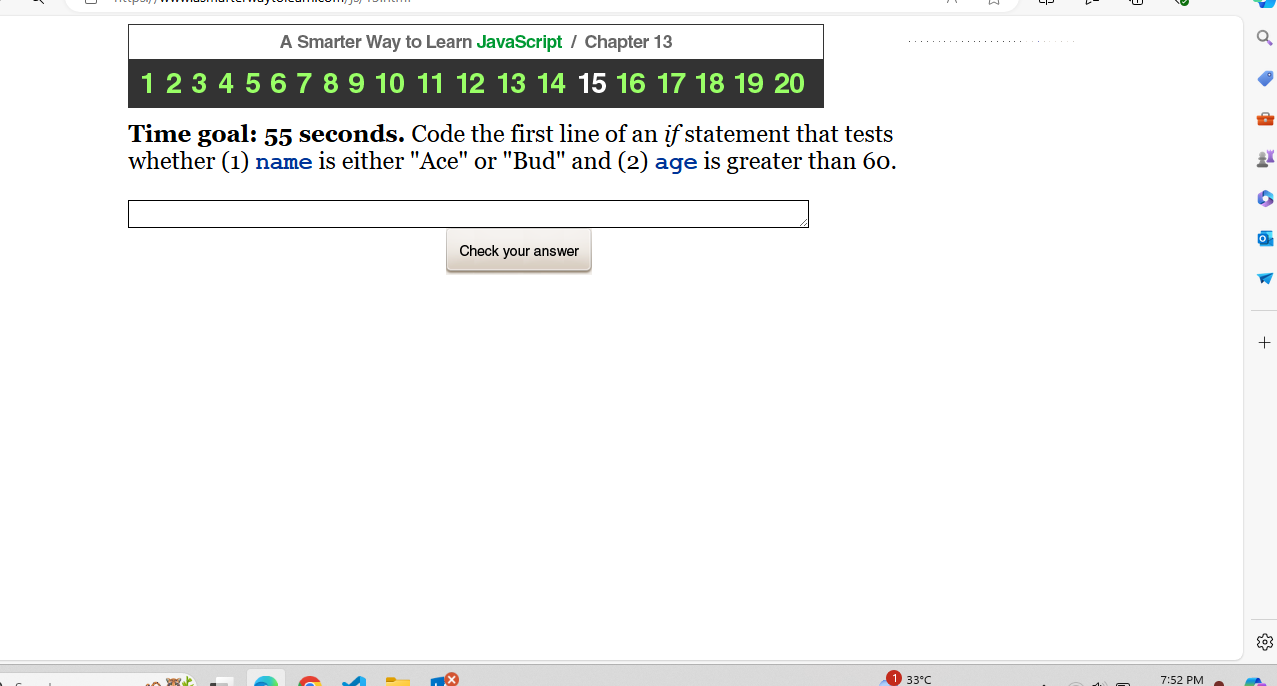 A Smarter Way to Learn JavaScript / Chapter 13
1 2 3 4 5 6 7 8 9 10 11 12 13 14 15 16 17 18 19 20
Time goal: 55 seconds. Code the first line of an if statement that tests
whether (1) name is either "Ace" or "Bud" and (2) age is greater than 60.
Check your answer
1 33°C
7:52 PM